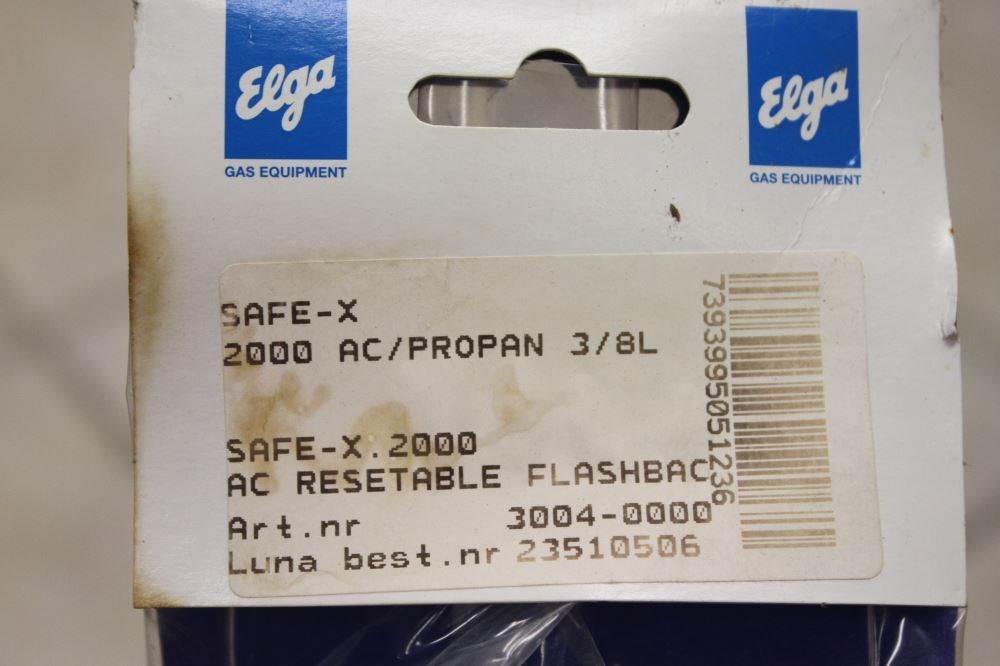 Elga
GAS EQUIPMENT
Elga
GAS EQUIPMENT
SAFE-X
2000 AC/PROPAN 3/8L
SAFE-X.2000
AC RESETABLE FLASHBAC
Art.nr 3004-0000
Luna best.nr 23510506
7393995051236